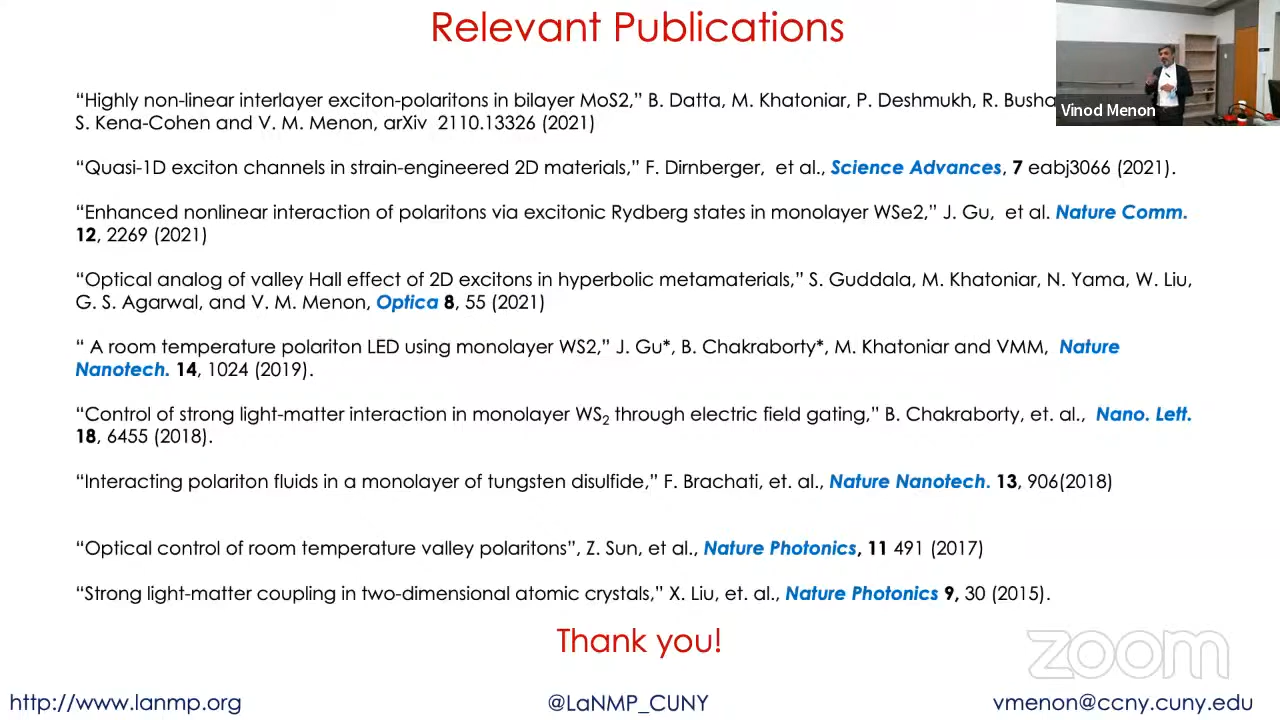 Relevant Publications
Vinod Menon
“Highly non-linear interlayer exciton-polaritons in bilayer MoS2,” B. Datta, M. Khatoniar, P. Deshmukh, R. Busha
S. Kena-Cohen and V. M. Menon, arXiv 2110.13326 (2021)
“Quasi-1D exciton channels in strain-engineered 2D materials,” F. Dirnberger, et al., Science Advances, 7 eabj3066 (2021).
“Enhanced nonlinear interaction of polaritons via excitonic Rydberg states in monolayer WSe2,” J. Gu, et al. Nature Comm.
12, 2269 (2021)
“Optical analog of valley Hall effect of 2D excitons in hyperbolic metamaterials,” S. Guddala, M. Khatoniar, N. Yama, W. Liu,
G. S. Agarwal, and V. M. Menon, Optica 8, 55 (2021)
“ A room temperature polariton LED using monolayer WS2,” J. Gu*, B. Chakraborty*, M. Khatoniar and VMM, Nature
Nanotech. 14, 1024 (2019).
“Control of strong light-matter interaction in monolayer WS₂ through electric field gating,” B. Chakraborty, et. al., Nano. Lett.
18, 6455 (2018).
“Interacting polariton fluids in a monolayer of tungsten disulfide,” F. Brachati, et. al., Nature Nanotech. 13, 906(2018)
“Optical control of room temperature valley polaritons”, Z. Sun, et al., Nature Photonics, 11 491 (2017)
“Strong light-matter coupling in two-dimensional atomic crystals,” X. Liu, et. al., Nature Photonics 9, 30 (2015).
Thank you!
zoom
http://www.lanmp.org
@LaNMP_CUNY
vmenon@ccny.cuny.edu